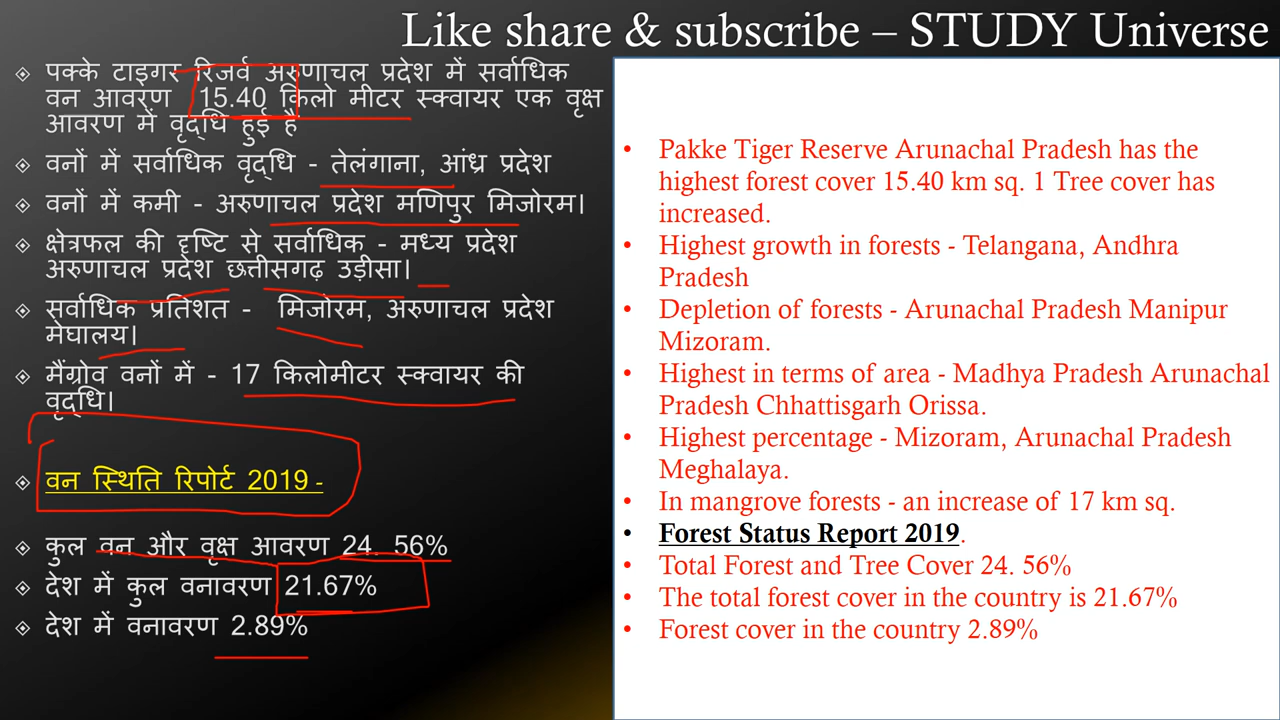 Like share & subscribe – STUDY Universe
पक्के टाइगर रिजर्व अरुणाचल प्रदेश में सर्वाधिक
वन आवरण 15.40 किलो मीटर स्क्वायर एक वृक्ष
आवरण में वृद्धि हुई है
वनों में सर्वाधिक वृद्धि - तेलंगाना, आंध्र प्रदेश
वनों में कमी - अरुणाचल प्रदेश मणिपुर मिजोरम।
क्षेत्रफल की दृष्टि से सर्वाधिक - मध्य प्रदेश
अरुणाचल प्रदेश छत्तीसगढ़ उड़ीसा।
सर्वाधिक प्रतिशत - मिजोरम, अरुणाचल प्रदेश
मेघालय।
मैंग्रोव वनों में - 17 किलोमीटर स्क्वायर की
वृद्धि।
वन स्थिति रिपोर्ट 2019 -
कुल वन और वृक्ष आवरण 24. 56%
देश में कुल वनावरण 21.67%
देश में वनावरण 2.89%
• Pakke Tiger Reserve Arunachal Pradesh has the
highest forest cover 15.40 km sq. 1 Tree cover has
increased.
• Highest growth in forests - Telangana, Andhra
Pradesh
• Depletion of forests - Arunachal Pradesh Manipur
Mizoram.
• Highest in terms of area - Madhya Pradesh Arunachal
Pradesh Chhattisgarh Orissa.
• Highest percentage - Mizoram, Arunachal Pradesh
Meghalaya.
• In mangrove forests - an increase of 17 km sq.
• Forest Status Report 2019.
• Total Forest and Tree Cover 24. 56%
• The total forest cover in the country is 21.67%
• Forest cover in the country 2.89%